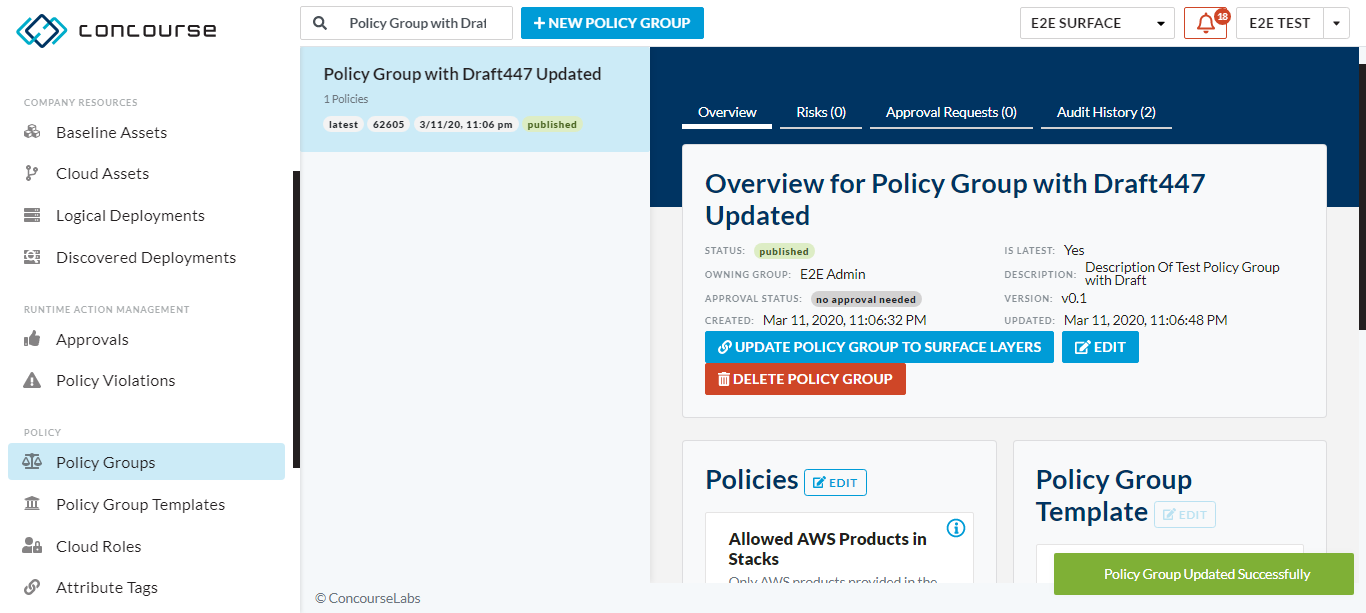 concourse
Policy Group with Draf
NEW POLICY GROUP
E2E SURFACE
18
E2E TEST
COMPANY RESOURCES
Baseline Assets
Cloud Assets
Logical Deployments
Discovered Deployments
RUNTIME ACTION MANAGEMENT
Approvals
Policy Violations
POLICY
Policy Groups
Policy Group Templates
Cloud Roles
Attribute Tags
Policy Group with Draft447 Updated
1 Policies
latest 62605 3/11/20, 11:06 pm published
Overview Risks (0) Approval Requests (0) Audit History (2)
Overview for Policy Group with Draft447
Updated
STATUS: published
IS LATEST: Yes
OWNING GROUP: E2E Admin
DESCRIPTION: Description Of Test Policy Group
with Draft
APPROVAL STATUS: no approval needed
VERSION: v0.1
CREATED: Mar 11, 2020, 11:06:32 PM
UPDATED: Mar 11, 2020, 11:06:48 PM
UPDATE POLICY GROUP TO SURFACE LAYERS
EDIT
DELETE POLICY GROUP
Policies EDIT
Allowed AWS Products in
Stacks
Only AWS products provided in the
Policy Group
Template EDIT
Policy Group Updated Successfully
© ConcourseLabs